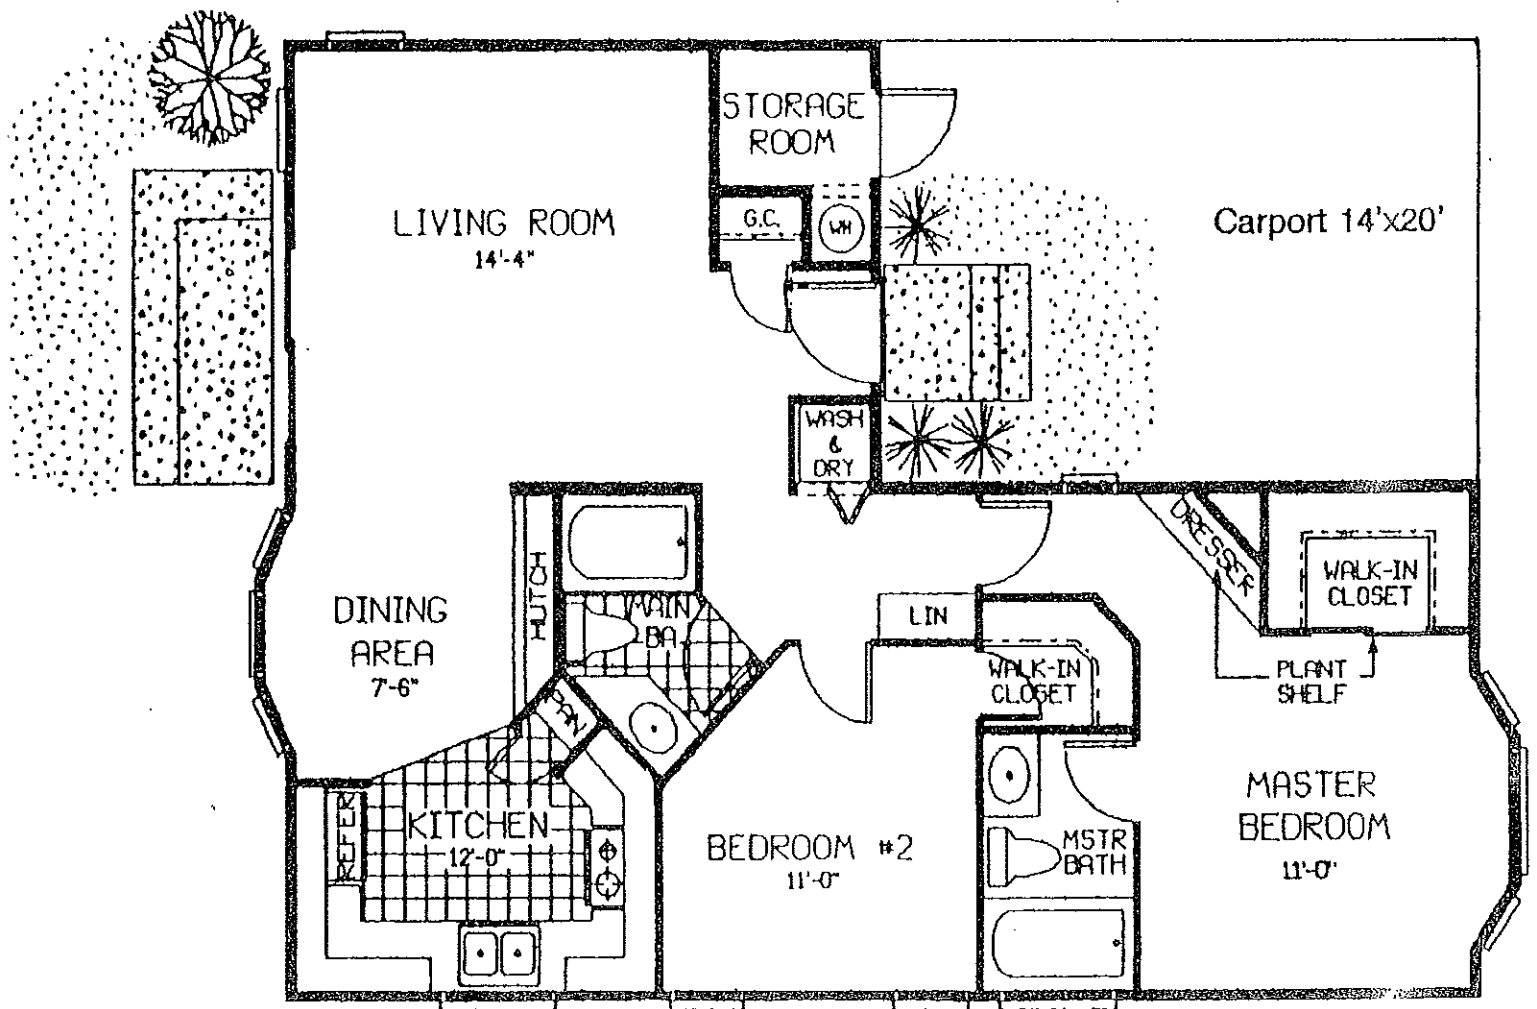 STORAGE
ROOM
LIVING ROOM
14'-4"
G.C.
WH
Carport 14'x20'
WASH
&
DRY
HUTCH
DRESSER
WALK-IN
CLOSET
DINING
AREA
7'-6"
MAIN
BA
LIN
WALK-IN
CLOSET
PLANT
SHELF
PAN
REFER
KITCHEN
12'-0"
BEDROOM #2
11'-0"
MSTR
BATH
MASTER
BEDROOM
11'-0"